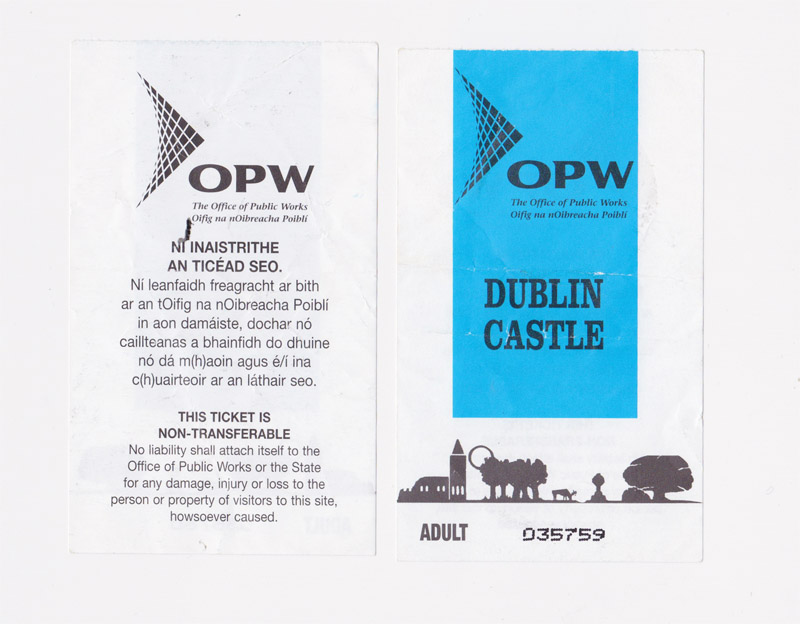 OPW
The Office of Public Works
Oifig na nOibreacha Poiblí
NÍ INAISTRITHE
AN TICÉAD SEO.
Ní leanfaidh freagracht ar bith
ar an tOifig na nOibreacha Poiblí
in aon damáiste, dochar nó
caillteanas a bhainfidh do dhuine
nó dá m(h)aoin agus é/í ina
c(h)uairteoir ar an láthair seo.
THIS TICKET IS
NON-TRANSFERABLE
No liability shall attach itself to the
Office of Public Works or the State
for any damage, injury or loss to the
person or property of visitors to this site,
howsoever caused.
OPW
The Office of Public Works
Oifig na nOibreacha Poiblí
DUBLIN
CASTLE
ADULT 035759